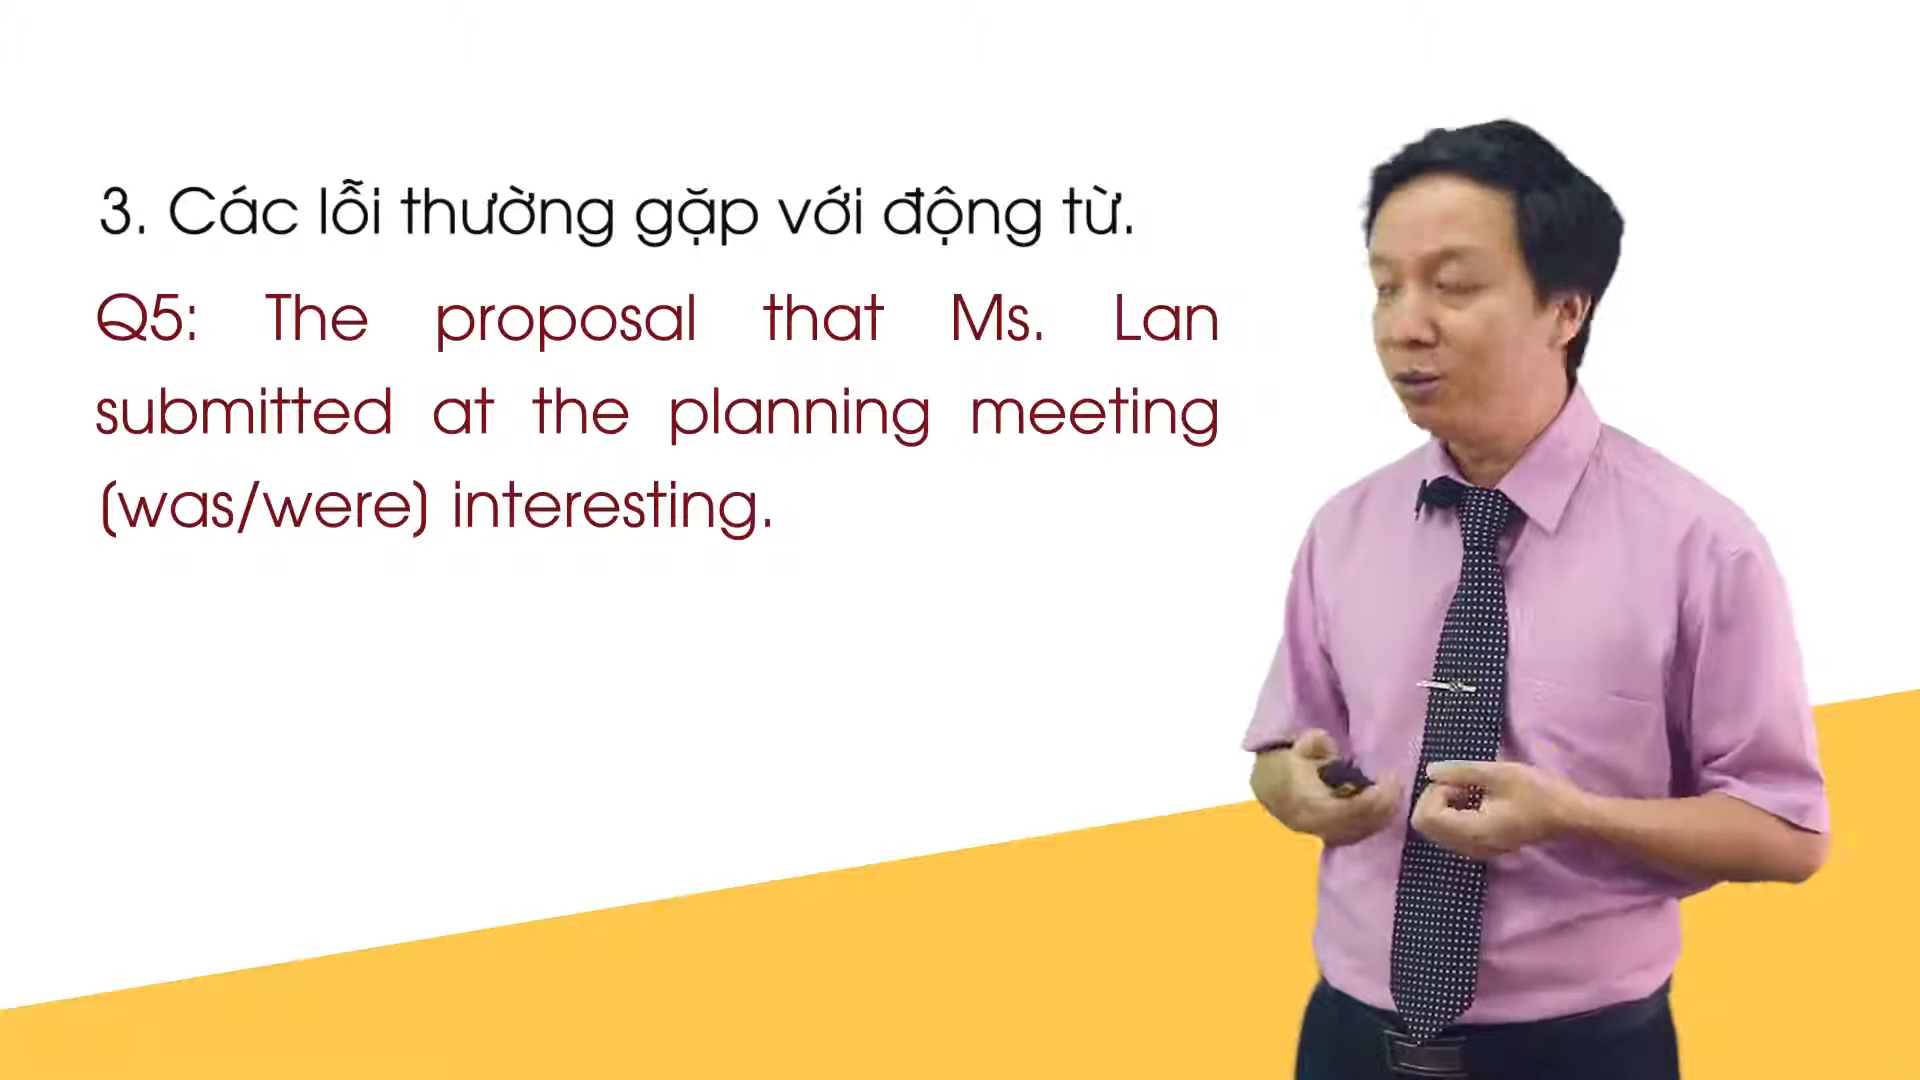 3. Các lỗi thường gặp với động từ.
Q5: The proposal that Ms. Lan
submitted at the planning meeting
(was/were) interesting.